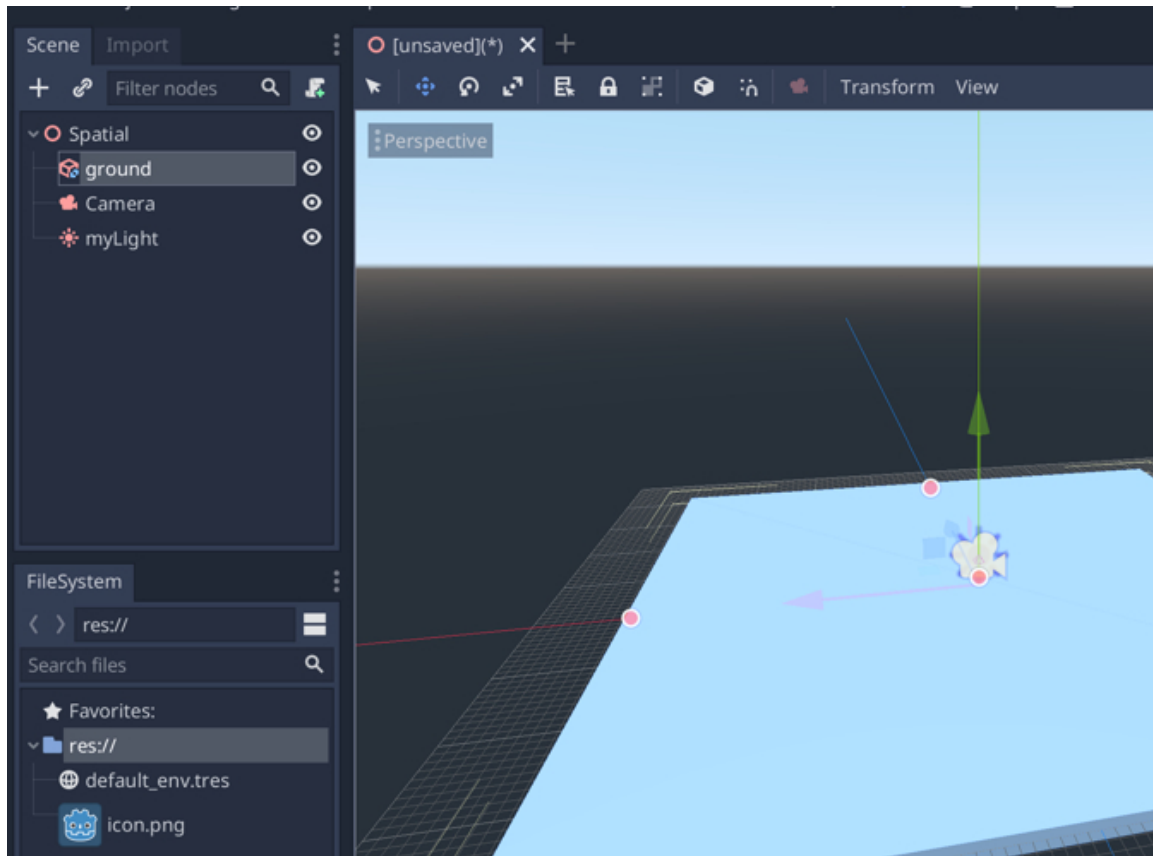 Scene Import
Filter nodes
Spatial
ground
Camera
myLight
FileSystem
res://
Search files
Favorites:
res://
default_env.tres
icon.png
[unsaved](*)
Transform View
Perspective